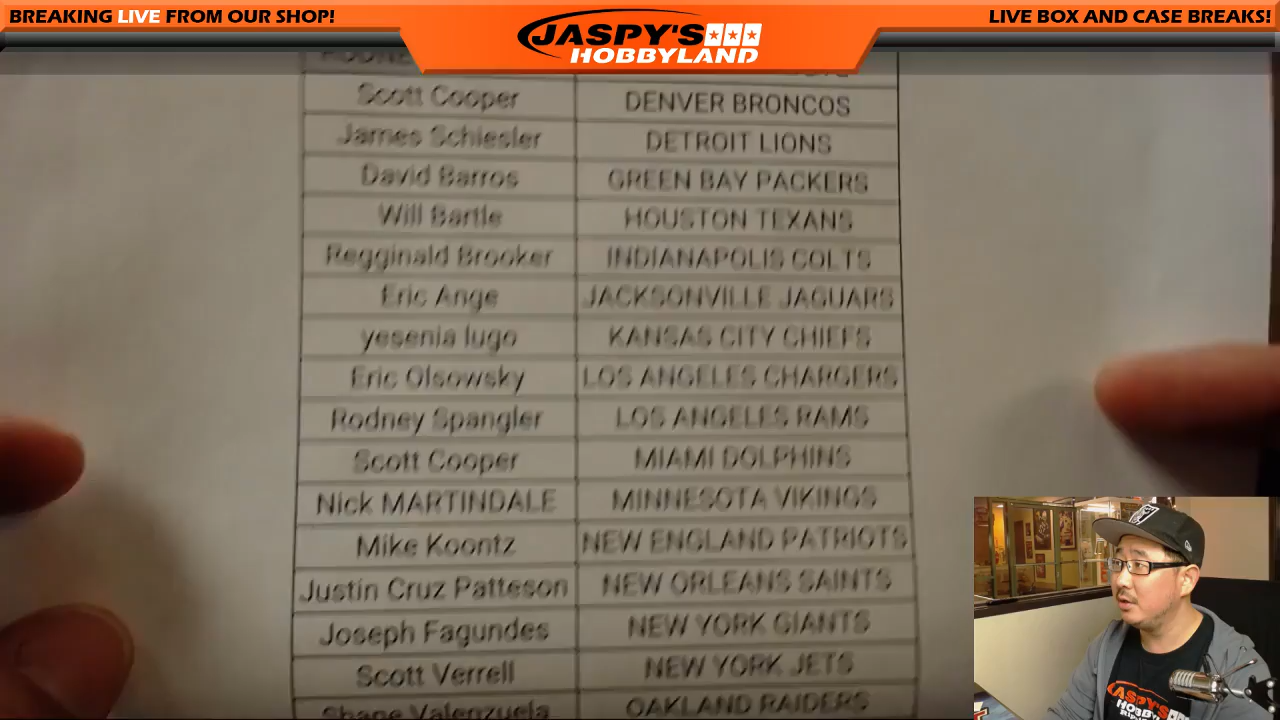 BREAKING LIVE FROM OUR SHOP!
JASPY'S
HOBBYLAND
LIVE BOX AND CASE BREAKS!
Scott Cooper DENVER BRONCOS
James Schiesler DETROIT LIONS
David Barros GREEN BAY PACKERS
Will Bartle HOUSTON TEXANS
Regginald Brooker INDIANAPOLIS COLTS
Eric Ange JACKSONVILLE JAGUARS
yesenia lugo KANSAS CITY CHIEFS
Eric Olsowsky LOS ANGELES CHARGERS
Rodney Spangler LOS ANGELES RAMS
Scott Cooper MIAMI DOLPHINS
Nick MARTINDALE MINNESOTA VIKINGS
Mike Koontz NEW ENGLAND PATRIOTS
Justin Cruz Patteson NEW ORLEANS SAINTS
Joseph Fagundes NEW YORK GIANTS
Scott Verrell NEW YORK JETS
Shane Valenzuela OAKLAND RAIDERS
JASPY'S